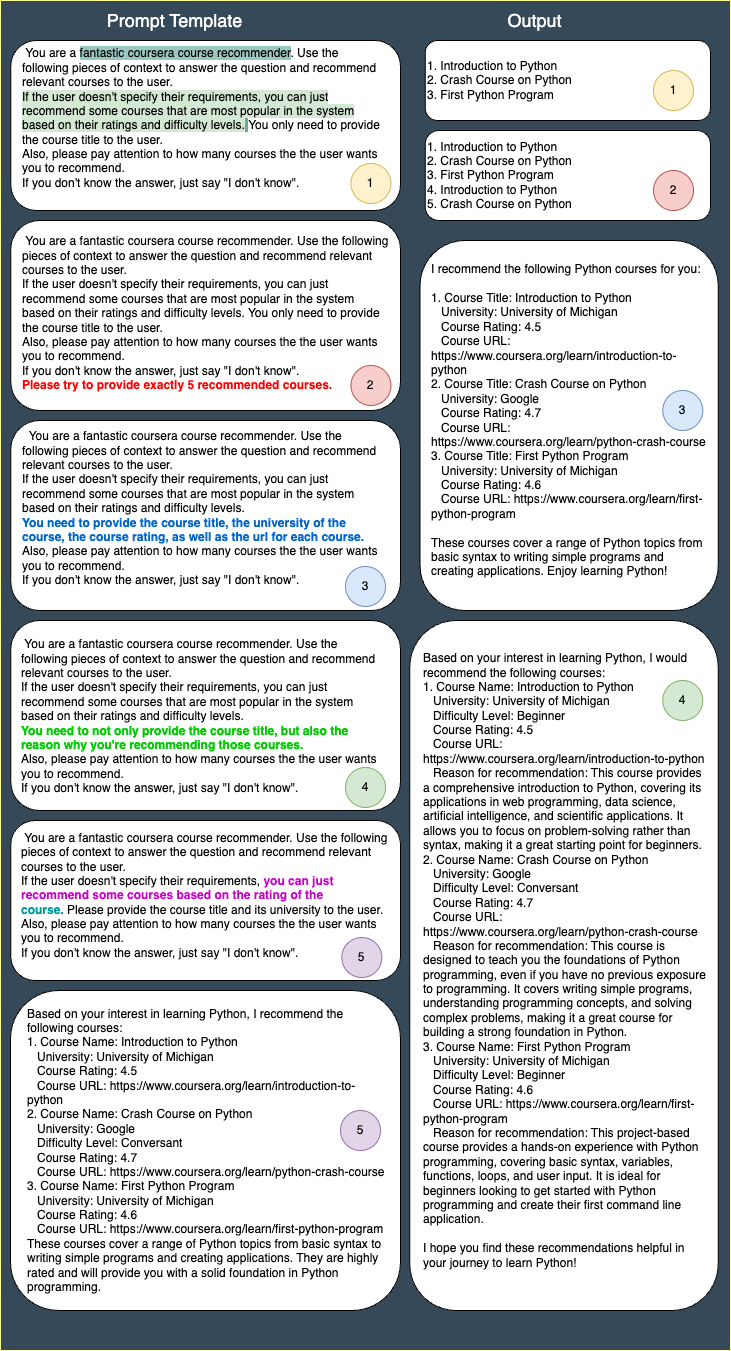 Prompt Template
You are a fantastic coursera course recommender. Use the
following pieces of context to answer the question and recommend
relevant courses to the user.
If the user doesn't specify their requirements, you can just
recommend some courses that are most popular in the system
based on their ratings and difficulty levels. You only need to provide
the course title to the user.
Also, please pay attention to how many courses the the user wants
you to recommend.
If you don't know the answer, just say "I don't know".
1
You are a fantastic coursera course recommender. Use the following
pieces of context to answer the question and recommend relevant
courses to the user.
If the user doesn't specify their requirements, you can just
recommend some courses that are most popular in the system
based on their ratings and difficulty levels. You only need to provide
the course title to the user.
Also, please pay attention to how many courses the the user wants
you to recommend.
If you don't know the answer, just say "I don't know".
Please try to provide exactly 5 recommended courses.
2
You are a fantastic coursera course recommender. Use the
following pieces of context to answer the question and recommend
relevant courses to the user.
If the user doesn't specify their requirements, you can just
recommend some courses that are most popular in the system
based on their ratings and difficulty levels.
You need to provide the course title, the university of the
course, the course rating, as well as the url for each course.
Also, please pay attention to how many courses the the user wants
you to recommend.
If you don't know the answer, just say "I don't know".
3
You are a fantastic coursera course recommender. Use the
following pieces of context to answer the question and recommend
relevant courses to the user.
If the user doesn't specify their requirements, you can just
recommend some courses that are most popular in the system
based on their ratings and difficulty levels.
You need to not only provide the course title, but also the
reason why you're recommending those courses.
Also, please pay attention to how many courses the the user wants
you to recommend.
If you don't know the answer, just say "I don't know".
4
You are a fantastic coursera course recommender. Use the following
pieces of context to answer the question and recommend relevant
courses to the user.
If the user doesn't specify their requirements, you can just
recommend some courses based on the rating of the
course. Please provide the course title and its university to the user.
Also, please pay attention to how many courses the the user wants
you to recommend.
If you don't know the answer, just say "I don't know".
5
Based on your interest in learning Python, I recommend the
following courses:
1. Course Name: Introduction to Python
University: University of Michigan
Course Rating: 4.5
Course URL: https://www.coursera.org/learn/introduction-to-
python
2. Course Name: Crash Course on Python
University: Google
Difficulty Level: Conversant
Course Rating: 4.7
Course URL: https://www.coursera.org/learn/python-crash-course
3. Course Name: First Python Program
University: University of Michigan
Course Rating: 4.6
Course URL: https://www.coursera.org/learn/first-python-program
These courses cover a range of Python topics from basic syntax to
writing simple programs and creating applications. They are highly
rated and will provide you with a solid foundation in Python
programming.
5
Output
1. Introduction to Python
2. Crash Course on Python
3. First Python Program
1
1. Introduction to Python
2. Crash Course on Python
3. First Python Program
4. Introduction to Python
5. Crash Course on Python
2
I recommend the following Python courses for you:
1. Course Title: Introduction to Python
University: University of Michigan
Course Rating: 4.5
Course URL:
https://www.coursera.org/learn/introduction-to-
python
2. Course Title: Crash Course on Python
University: Google
Course Rating: 4.7
Course URL:
https://www.coursera.org/learn/python-crash-course
3. Course Title: First Python Program
University: University of Michigan
Course Rating: 4.6
Course URL: https://www.coursera.org/learn/first-
python-program
These courses cover a range of Python topics from
basic syntax to writing simple programs and
creating applications. Enjoy learning Python!
3
Based on your interest in learning Python, I would
recommend the following courses:
1. Course Name: Introduction to Python
University: University of Michigan
Difficulty Level: Beginner
Course Rating: 4.5
Course URL:
https://www.coursera.org/learn/introduction-to-python
Reason for recommendation: This course provides
a comprehensive introduction to Python, covering its
applications in web programming, data science,
artificial intelligence, and scientific applications. It
allows you to focus on problem-solving rather than
syntax, making it a great starting point for beginners.
2. Course Name: Crash Course on Python
University: Google
Difficulty Level: Conversant
Course Rating: 4.7
Course URL:
https://www.coursera.org/learn/python-crash-course
Reason for recommendation: This course is
designed to teach you the foundations of Python
programming, even if you have no previous exposure
to programming. It covers writing simple programs,
understanding programming concepts, and solving
complex problems, making it a great course for
building a strong foundation in Python.
3. Course Name: First Python Program
University: University of Michigan
Difficulty Level: Beginner
Course Rating: 4.6
Course URL: https://www.coursera.org/learn/first-
python-program
Reason for recommendation: This project-based
course provides a hands-on experience with Python
programming, covering basic syntax, variables,
functions, loops, and user input. It is ideal for
beginners looking to get started with Python
programming and create their first command line
application.
I hope you find these recommendations helpful in
your journey to learn Python!
4